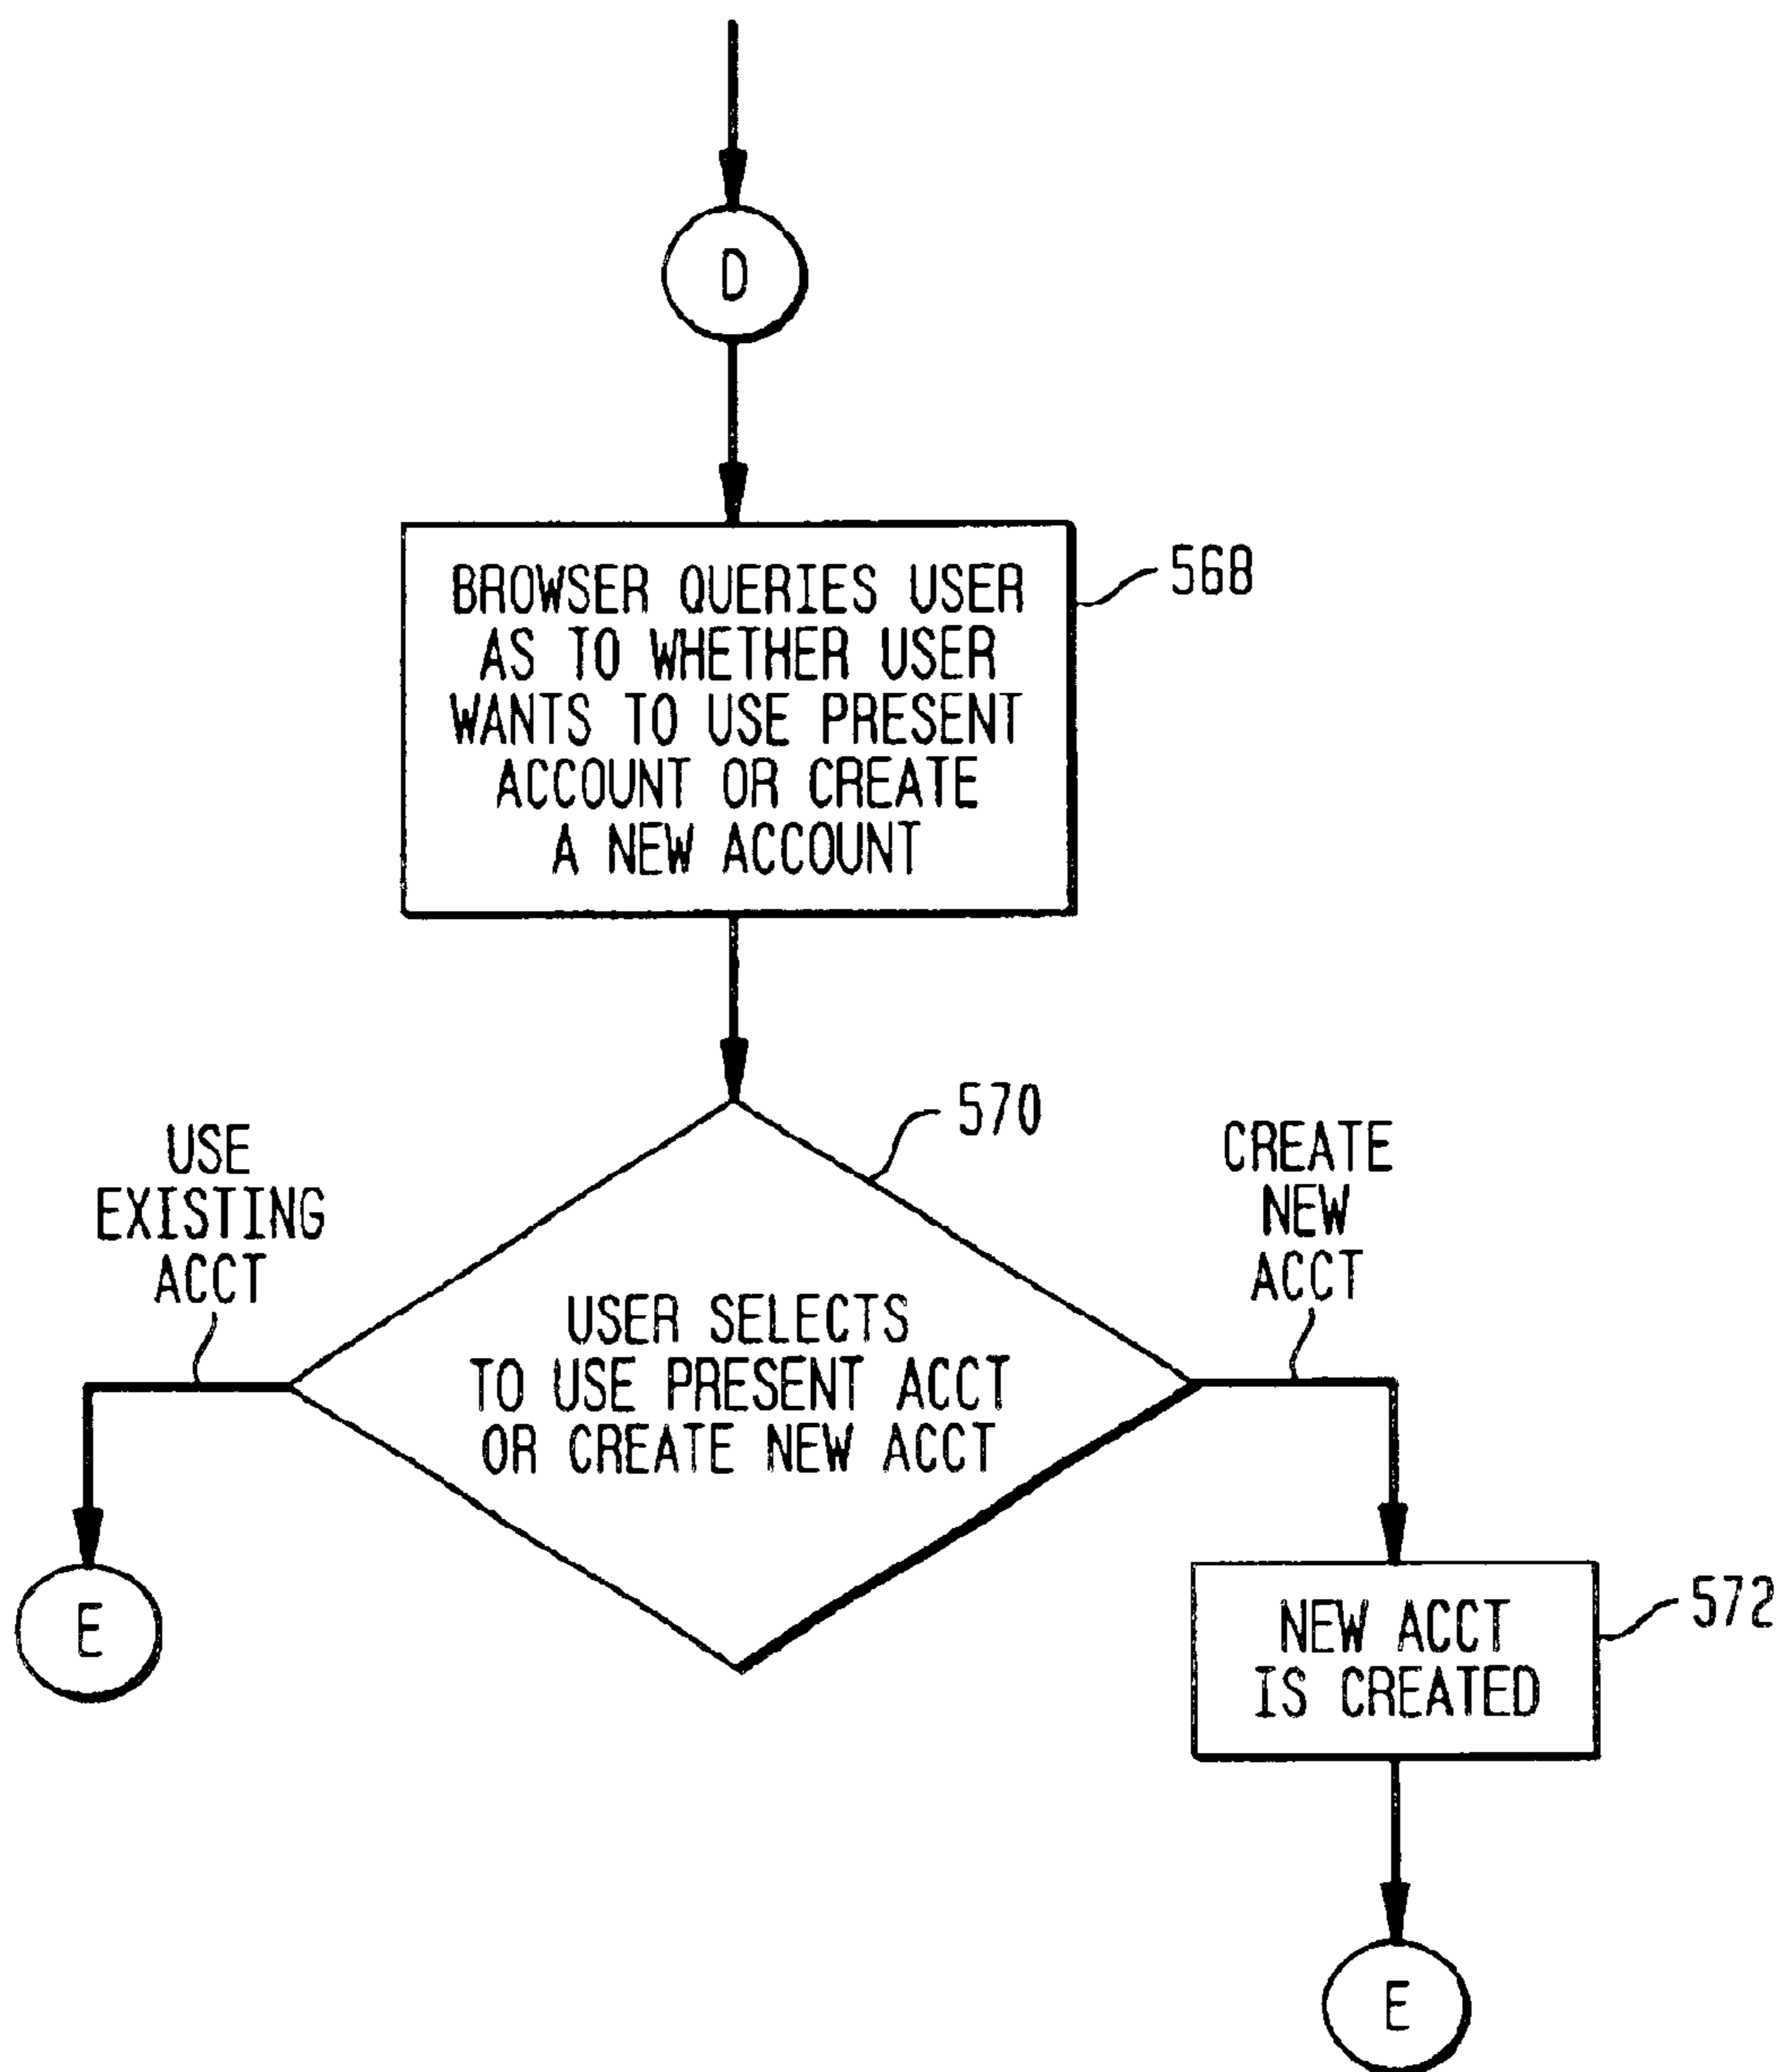 D
BROWSER QUERIES USER
AS TO WHETHER USER
WANTS TO USE PRESENT
ACCOUNT OR CREATE
A NEW ACCOUNT
568
570
USE
EXISTING
ACCT
CREATE
NEW
ACCT
USER SELECTS
TO USE PRESENT ACCT
OR CREATE NEW ACCT
E
NEW ACCT
IS CREATED
572
E